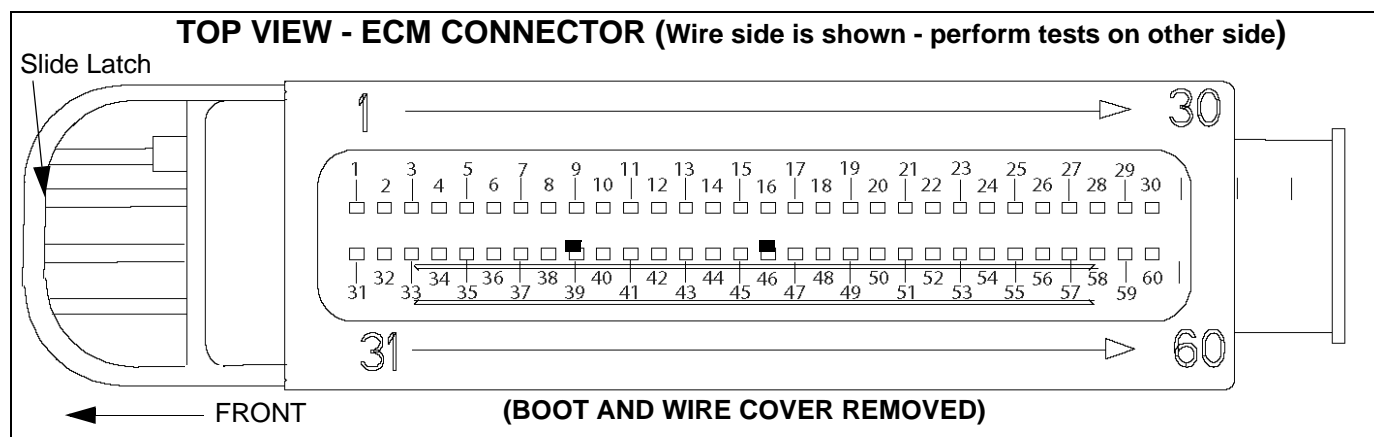 TOP VIEW - ECM CONNECTOR (Wire side is shown - perform tests on other side)
Slide Latch
1 30
1 3 5 7 9 11 13 15 17 19 21 23 25 27 29
2 4 6 8 10 12 14 16 18 20 22 24 26 28 30
32 34 36 38 40 42 44 46 48 50 52 54 56 58 60
31 33 35 37 39 41 43 45 47 49 51 53 55 57 59
31 60
FRONT (BOOT AND WIRE COVER REMOVED)